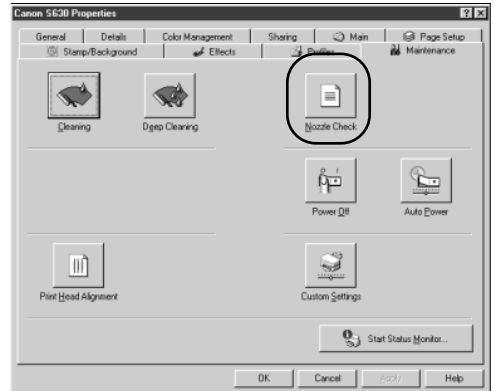 Canon S630 Properties
General Details Color Management Sharing Main Page Setup
Stamp/Background Effects Profiles Maintenance
Cleaning Deep Cleaning Nozzle Check
Power Off Auto Power
Print Head Alignment Custom Settings
Start Status Monitor...
OK Cancel Apply Help